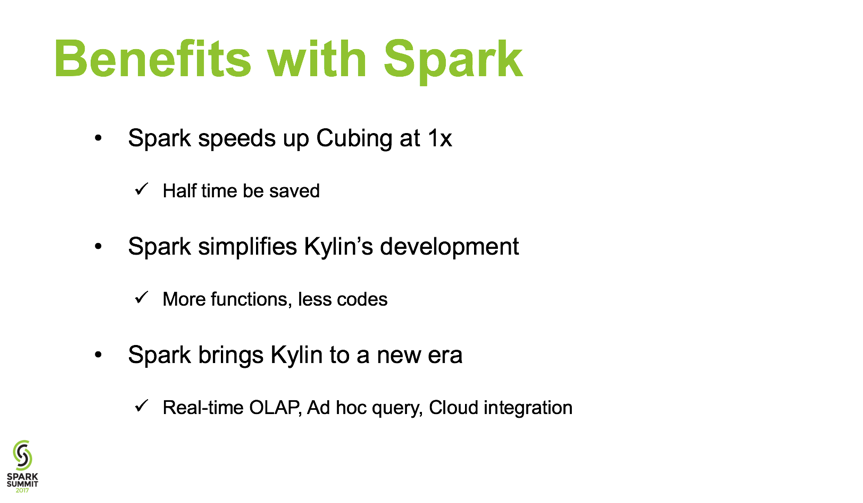 Benefits with Spark
• Spark speeds up Cubing at 1x
✓ Half time be saved
• Spark simplifies Kylin’s development
✓ More functions, less codes
• Spark brings Kylin to a new era
✓ Real-time OLAP, Ad hoc query, Cloud integration
SPARK
SUMMIT
2017